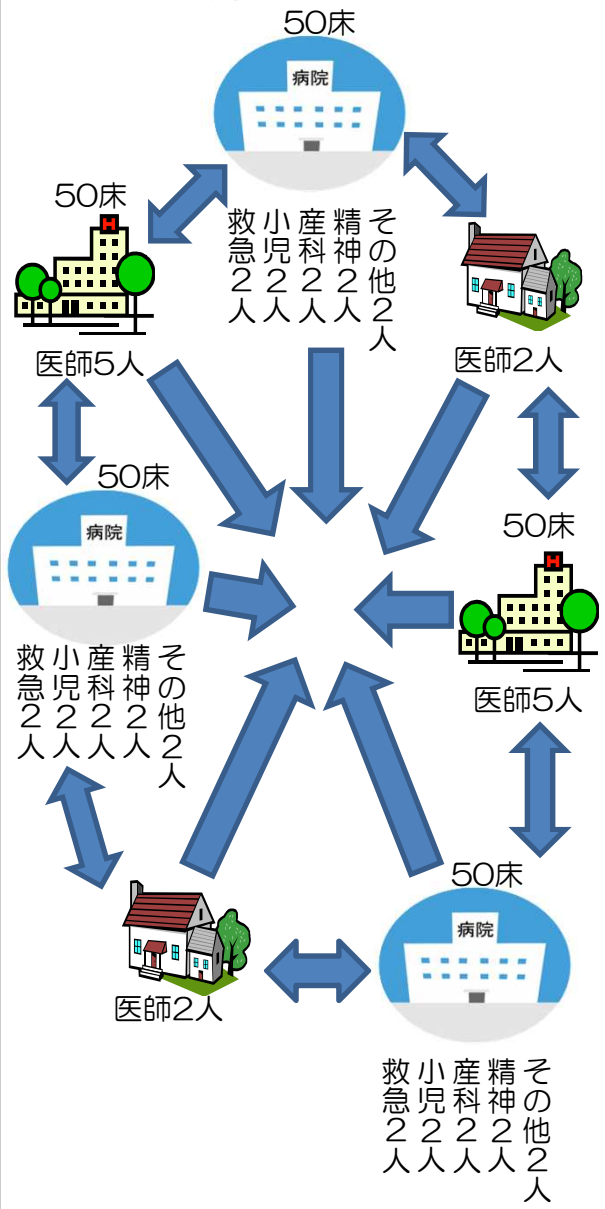 50床
病院
救急2人
小児2人
産科2人
精神2人
その他2人
50床
医師5人
医師2人
50床
病院
救急2人
小児2人
産科2人
精神2人
その他2人
50床
医師5人
医師2人
50床
病院
救急2人
小児2人
産科2人
精神2人
その他2人